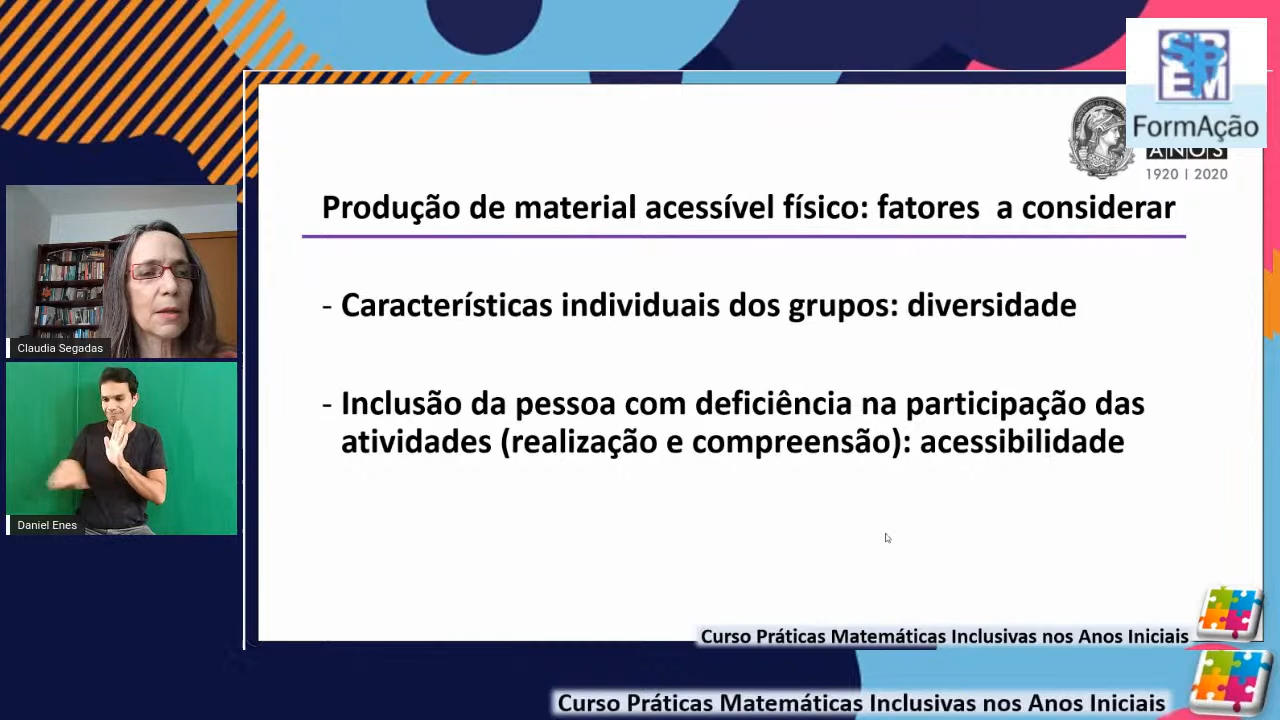 SBEM
FormAção
ANOS
1920 | 2020
Produção de material acessível físico: fatores a considerar
- Características individuais dos grupos: diversidade
- Inclusão da pessoa com deficiência na participação das
atividades (realização e compreensão): acessibilidade
Claudia Segadas
Daniel Enes
Curso Práticas Matemáticas Inclusivas nos Anos Iniciais
Curso Práticas Matemáticas Inclusivas nos Anos Iniciais